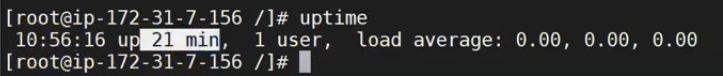 [root@ip-172-31-7-156 /]# uptime
 10:56:16 up 21 min,  1 user,  load average: 0.00, 0.00, 0.00
[root@ip-172-31-7-156 /]#